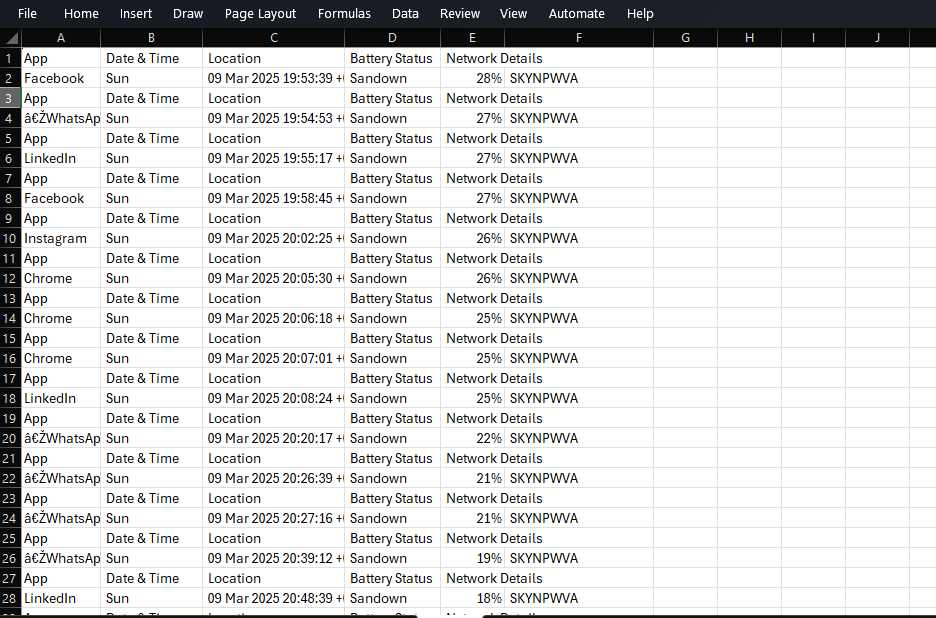 File Home Insert Draw Page Layout Formulas Data Review View Automate Help
A B C D E F G H I J
1 App Date & Time Location Battery Status Network Details
2 Facebook Sun 09 Mar 2025 19:53:39 + Sandown 28% SKYNPWVA
3 App Date & Time Location Battery Status Network Details
4 â€ŽWhatsAp Sun 09 Mar 2025 19:54:53 + Sandown 27% SKYNPWVA
5 App Date & Time Location Battery Status Network Details
6 LinkedIn Sun 09 Mar 2025 19:55:17 + Sandown 27% SKYNPWVA
7 App Date & Time Location Battery Status Network Details
8 Facebook Sun 09 Mar 2025 19:58:45 + Sandown 27% SKYNPWVA
9 App Date & Time Location Battery Status Network Details
10 Instagram Sun 09 Mar 2025 20:02:25 + Sandown 26% SKYNPWVA
11 App Date & Time Location Battery Status Network Details
12 Chrome Sun 09 Mar 2025 20:05:30 + Sandown 26% SKYNPWVA
13 App Date & Time Location Battery Status Network Details
14 Chrome Sun 09 Mar 2025 20:06:18 + Sandown 25% SKYNPWVA
15 App Date & Time Location Battery Status Network Details
16 Chrome Sun 09 Mar 2025 20:07:01 + Sandown 25% SKYNPWVA
17 App Date & Time Location Battery Status Network Details
18 LinkedIn Sun 09 Mar 2025 20:08:24 + Sandown 25% SKYNPWVA
19 App Date & Time Location Battery Status Network Details
20 â€ŽWhatsAp Sun 09 Mar 2025 20:20:17 + Sandown 22% SKYNPWVA
21 App Date & Time Location Battery Status Network Details
22 â€ŽWhatsAp Sun 09 Mar 2025 20:26:39 + Sandown 21% SKYNPWVA
23 App Date & Time Location Battery Status Network Details
24 â€ŽWhatsAp Sun 09 Mar 2025 20:27:16 + Sandown 21% SKYNPWVA
25 App Date & Time Location Battery Status Network Details
26 â€ŽWhatsAp Sun 09 Mar 2025 20:39:12 + Sandown 19% SKYNPWVA
27 App Date & Time Location Battery Status Network Details
28 LinkedIn Sun 09 Mar 2025 20:48:39 + Sandown 18% SKYNPWVA